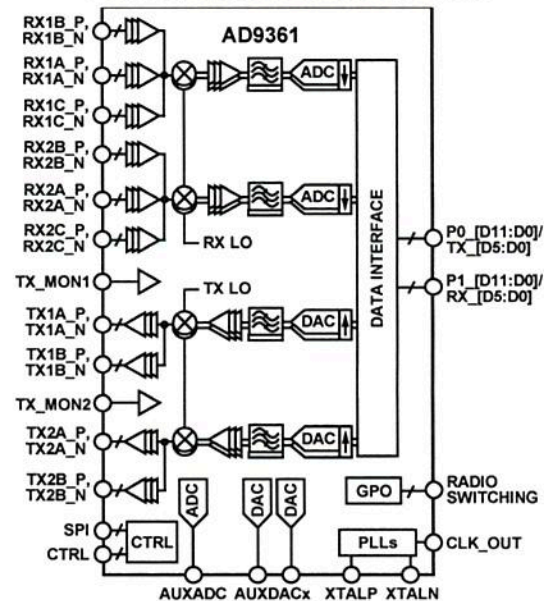 AD9361
RX1B_P,
RX1B_N
RX1A_P,
RX1A_N
RX1C_P,
RX1C_N
RX2B_P,
RX2B_N
RX2A_P,
RX2A_N
RX2C_P,
RX2C_N
TX_MON1
TX1A_P,
TX1A_N
TX1B_P,
TX1B_N
TX_MON2
TX2A_P,
TX2A_N
TX2B_P,
TX2B_N
SPI
CTRL
CTRL
ADC
ADC
RX LO
TX LO
DAC
DAC
DATA INTERFACE
P0_[D11:D0]/
TX_[D5:D0]
P1_[D11:D0]/
RX_[D5:D0]
ADC
DAC
DAC
GPO
RADIO
SWITCHING
PLLs
CLK_OUT
AUXADC
AUXDACx
XTALP
XTALN